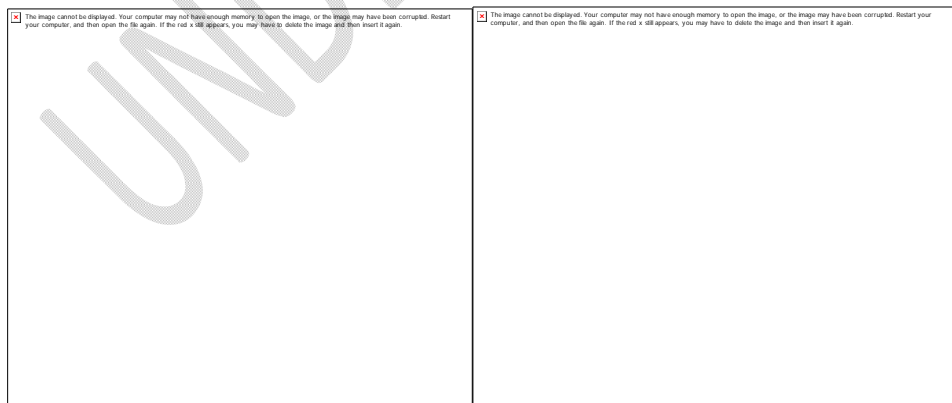 The image cannot be displayed. Your computer may not have enough memory to open the image, or the image may have been corrupted. Restart
your computer, and then open the file again. If the red x still appears, you may have to delete the image and then insert it again.
The image cannot be displayed. Your computer may not have enough memory to open the image, or the image may have been corrupted. Restart your
computer, and then open the file again. If the red x still appears, you may have to delete the image and then insert it again.